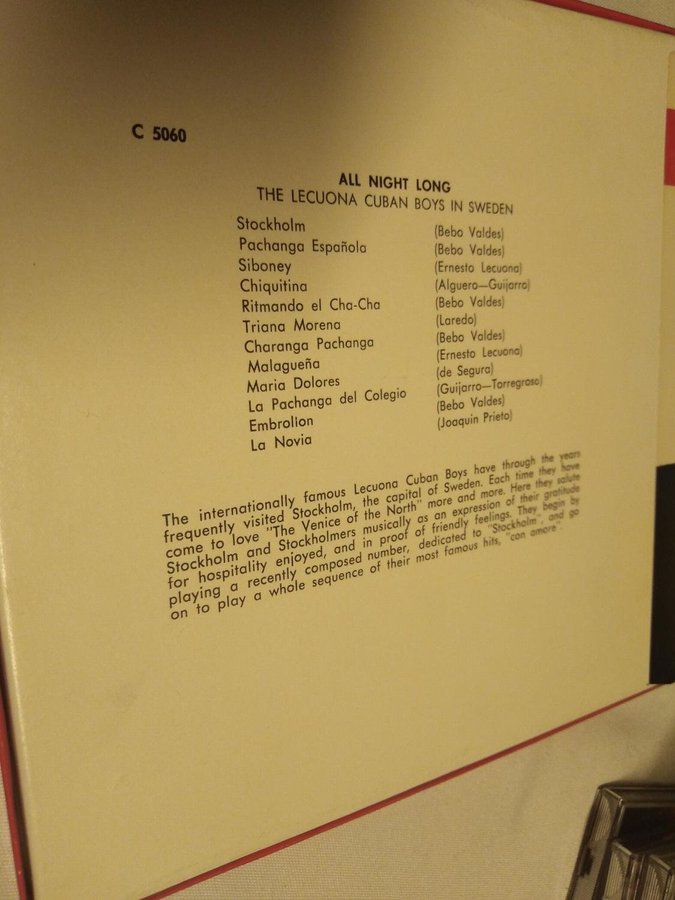 C 5060
ALL NIGHT LONG
THE LECUONA CUBAN BOYS IN SWEDEN
Stockholm (Bebo Valdes)
Pachanga Española (Bebo Valdes)
Siboney (Ernesto Lecuona)
Chiquitina (Alguero—Guijarro)
Ritmando el Cha-Cha (Bebo Valdes)
Triana Morena (Laredo)
Charanga Pachanga (Bebo Valdes)
Malagueña (Ernesto Lecuona)
Maria Dolores (de Segura)
La Pachanga del Colegio (Guijarro—Torregrosa)
Embrolion (Bebo Valdes)
La Novia (Joaquin Prieto)
The internationally famous Lecuona Cuban Boys have through the years
frequently visited Stockholm, the capital of Sweden. Each time they have
come to love "The Venice of the North" more and more. Here they salute
Stockholm and Stockholmers musically as an expression of their gratitude
for hospitality enjoyed, and in proof of friendly feelings. They begin by
playing a recently composed number, dedicated to "Stockholm", and go
on to play a whole sequence of their most famous hits, "con amore".